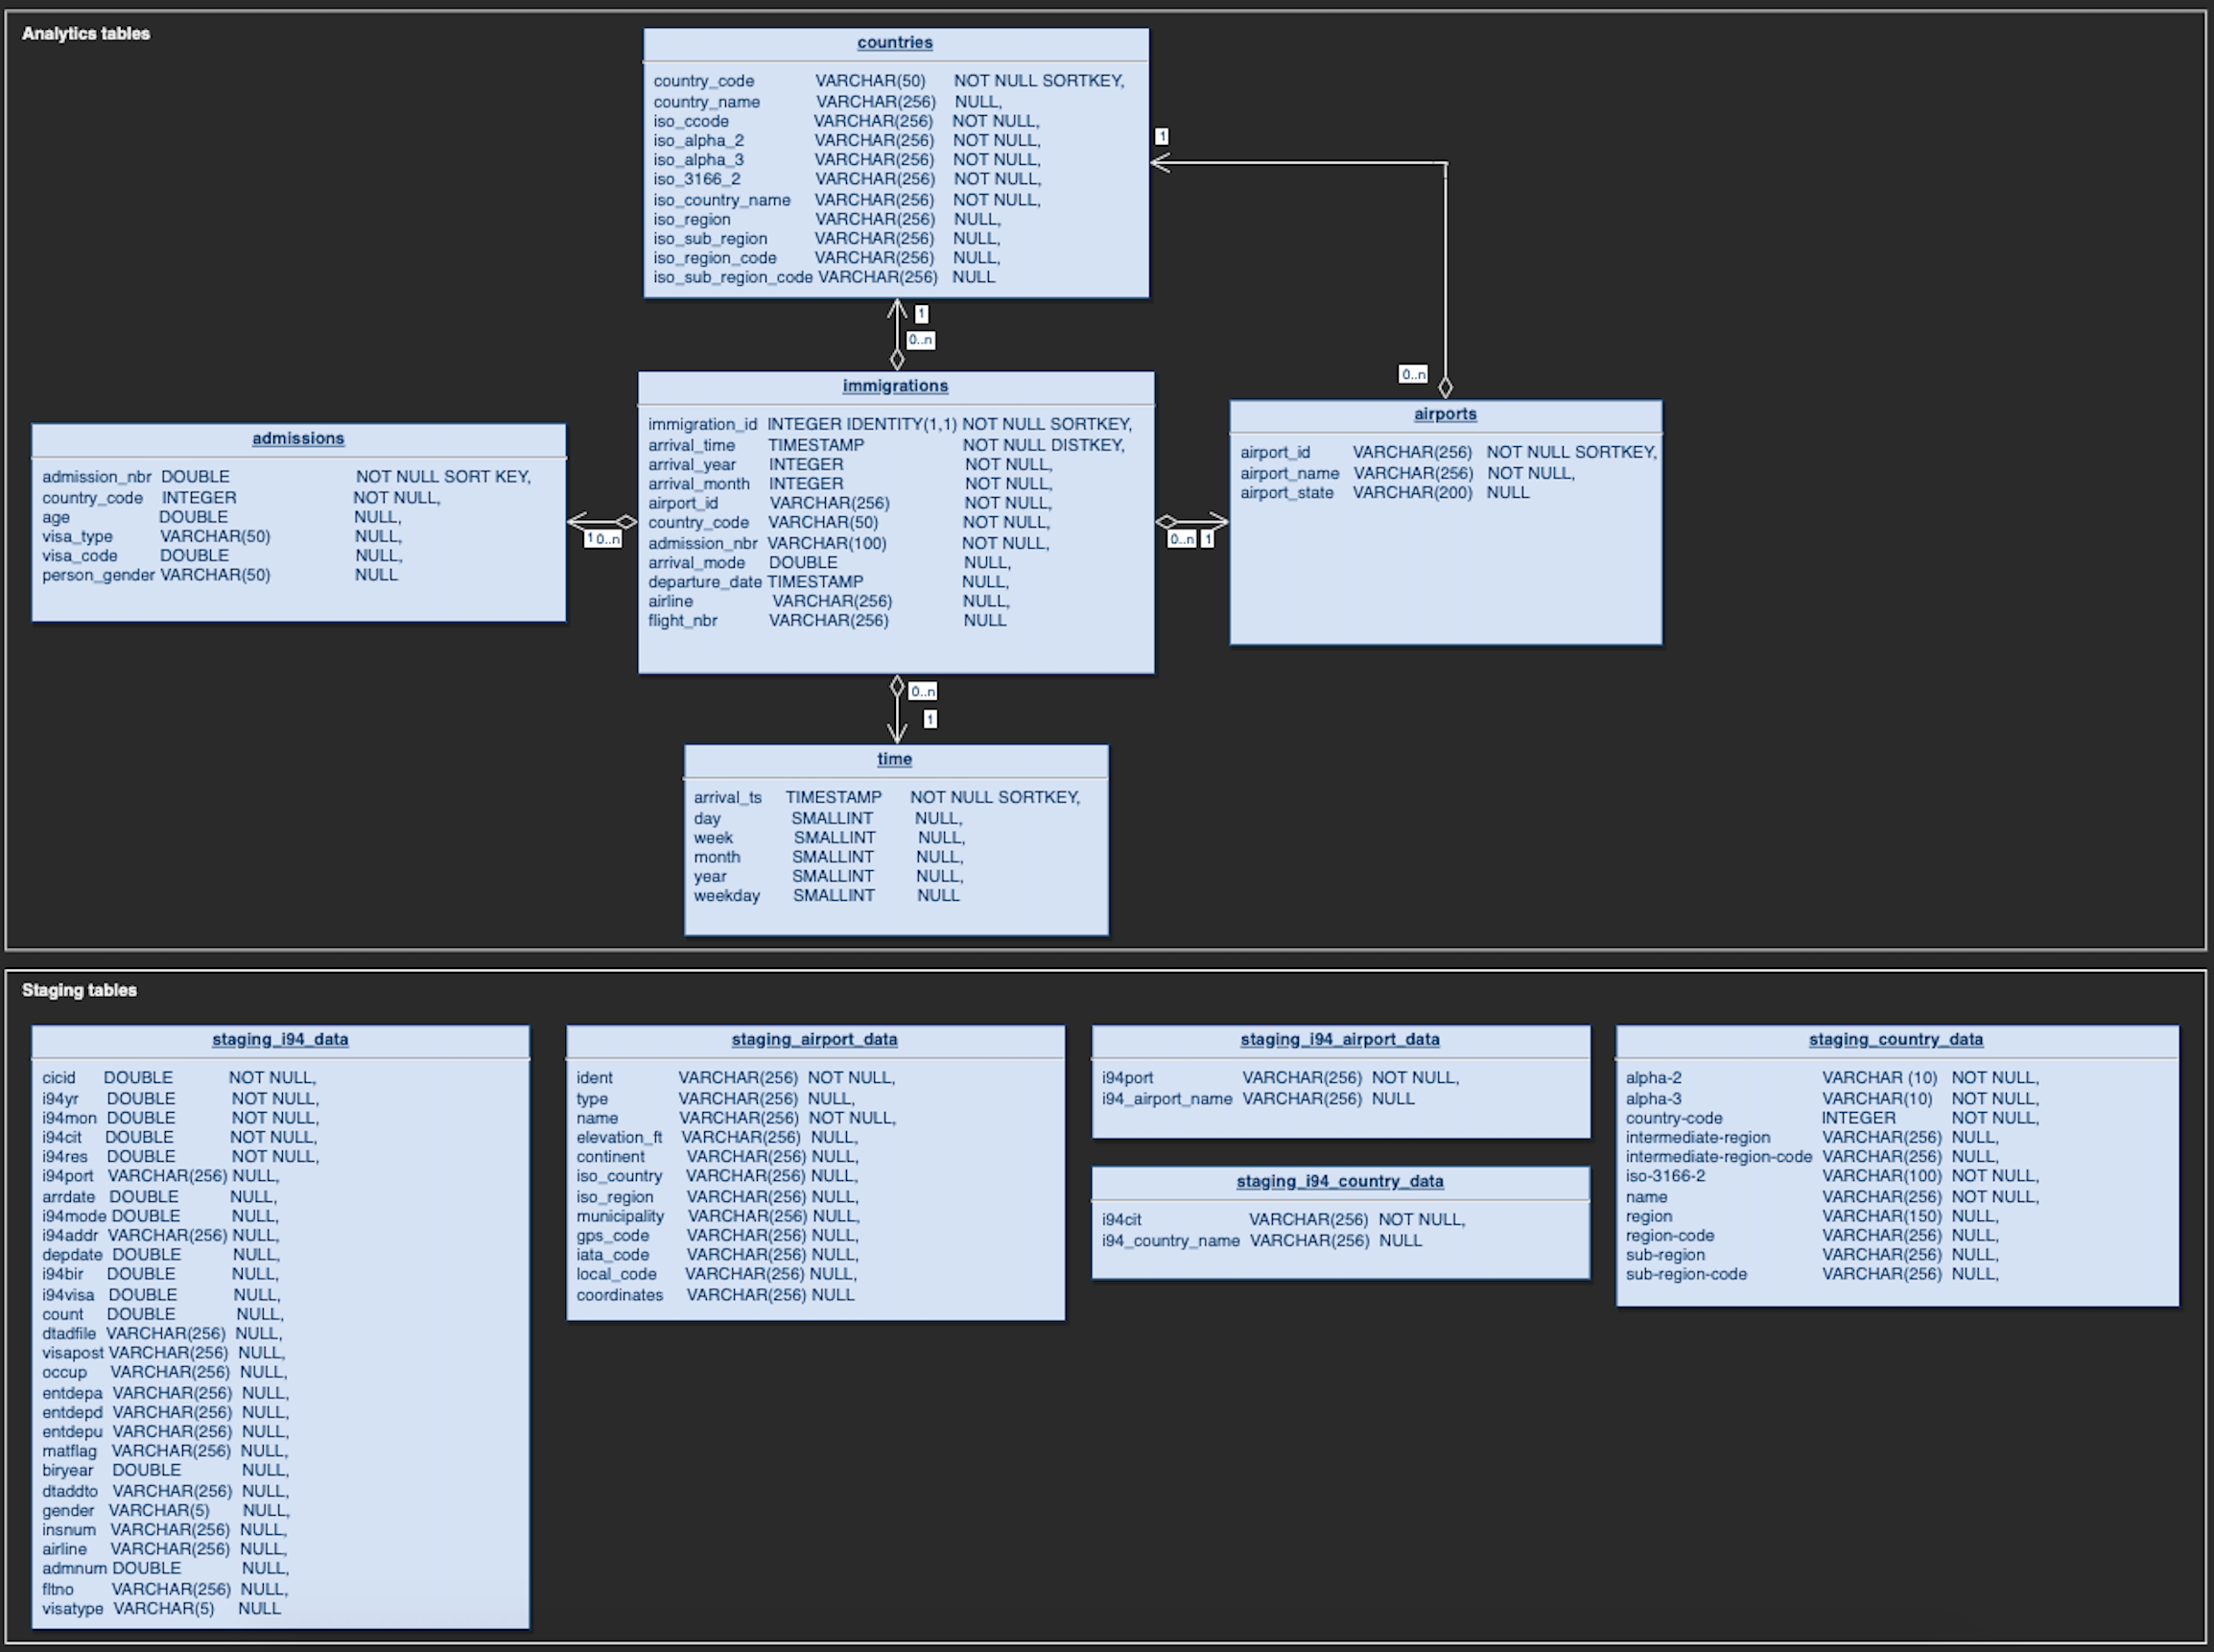 Analytics tables
countries
country_code VARCHAR(50) NOT NULL SORTKEY,
country_name VARCHAR(256) NULL,
iso_ccode VARCHAR(256) NOT NULL,
iso_alpha_2 VARCHAR(256) NOT NULL,
iso_alpha_3 VARCHAR(256) NOT NULL,
iso_3166_2 VARCHAR(256) NOT NULL,
iso_country_name VARCHAR(256) NOT NULL,
iso_region VARCHAR(256) NULL,
iso_sub_region VARCHAR(256) NULL,
iso_region_code VARCHAR(256) NULL,
iso_sub_region_code VARCHAR(256) NULL
1
1
0..n
0..n
immigrations
immigration_id INTEGER IDENTITY(1,1) NOT NULL SORTKEY,
arrival_time TIMESTAMP NOT NULL DISTKEY,
arrival_year INTEGER NOT NULL,
arrival_month INTEGER NOT NULL,
airport_id VARCHAR(256) NOT NULL,
country_code VARCHAR(50) NOT NULL,
admission_nbr VARCHAR(100) NOT NULL,
arrival_mode DOUBLE NULL,
departure_date TIMESTAMP NULL,
airline VARCHAR(256) NULL,
flight_nbr VARCHAR(256) NULL
airports
airport_id VARCHAR(256) NOT NULL SORTKEY,
airport_name VARCHAR(256) NOT NULL,
airport_state VARCHAR(200) NULL
admissions
admission_nbr DOUBLE NOT NULL SORT KEY,
country_code INTEGER NOT NULL,
age DOUBLE NULL,
visa_type VARCHAR(50) NULL,
visa_code DOUBLE NULL,
person_gender VARCHAR(50) NULL
1 0..n
0..n 1
0..n
1
time
arrival_ts TIMESTAMP NOT NULL SORTKEY,
day SMALLINT NULL,
week SMALLINT NULL,
month SMALLINT NULL,
year SMALLINT NULL,
weekday SMALLINT NULL
Staging tables
staging_i94_data
cicid DOUBLE NOT NULL,
i94yr DOUBLE NOT NULL,
i94mon DOUBLE NOT NULL,
i94cit DOUBLE NOT NULL,
i94res DOUBLE NOT NULL,
i94port VARCHAR(256) NULL,
arrdate DOUBLE NULL,
i94mode DOUBLE NULL,
i94addr VARCHAR(256) NULL,
depdate DOUBLE NULL,
i94bir DOUBLE NULL,
i94visa DOUBLE NULL,
count DOUBLE NULL,
dtadfile VARCHAR(256) NULL,
visapost VARCHAR(256) NULL,
occup VARCHAR(256) NULL,
entdepa VARCHAR(256) NULL,
entdepd VARCHAR(256) NULL,
entdepu VARCHAR(256) NULL,
matflag VARCHAR(256) NULL,
biryear DOUBLE NULL,
dtaddto VARCHAR(256) NULL,
gender VARCHAR(5) NULL,
insnum VARCHAR(256) NULL,
airline VARCHAR(256) NULL,
admnum DOUBLE NULL,
fltno VARCHAR(256) NULL,
visatype VARCHAR(5) NULL
staging_airport_data
ident VARCHAR(256) NOT NULL,
type VARCHAR(256) NULL,
name VARCHAR(256) NOT NULL,
elevation_ft VARCHAR(256) NULL,
continent VARCHAR(256) NULL,
iso_country VARCHAR(256) NULL,
iso_region VARCHAR(256) NULL,
municipality VARCHAR(256) NULL,
gps_code VARCHAR(256) NULL,
iata_code VARCHAR(256) NULL,
local_code VARCHAR(256) NULL,
coordinates VARCHAR(256) NULL
staging_i94_airport_data
i94port VARCHAR(256) NOT NULL,
i94_airport_name VARCHAR(256) NULL
staging_i94_country_data
i94cit VARCHAR(256) NOT NULL,
i94_country_name VARCHAR(256) NULL
staging_country_data
alpha-2 VARCHAR (10) NOT NULL,
alpha-3 VARCHAR(10) NOT NULL,
country-code INTEGER NOT NULL,
intermediate-region VARCHAR(256) NULL,
intermediate-region-code VARCHAR(256) NULL,
iso-3166-2 VARCHAR(100) NOT NULL,
name VARCHAR(256) NOT NULL,
region VARCHAR(150) NULL,
region-code VARCHAR(256) NULL,
sub-region VARCHAR(256) NULL,
sub-region-code VARCHAR(256) NULL,